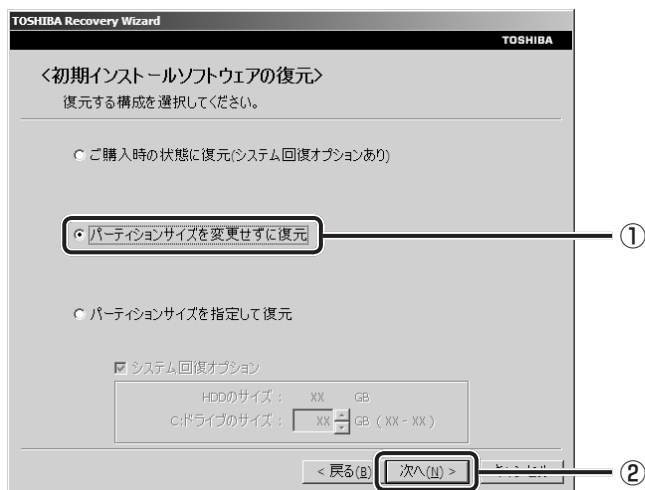 TOSHIBA Recovery Wizard
TOSHIBA
<初期インストールソフトウェアの復元>
復元する構成を選択してください。
ご購入時の状態に復元(システム回復オプションあり)
パーティションサイズを変更せずに復元
①
パーティションサイズを指定して復元
システム回復オプション
HDDのサイズ： XX GB
C:ドライブのサイズ： XX GB ( XX - XX )
< 戻る(B) 次へ(N) >
②